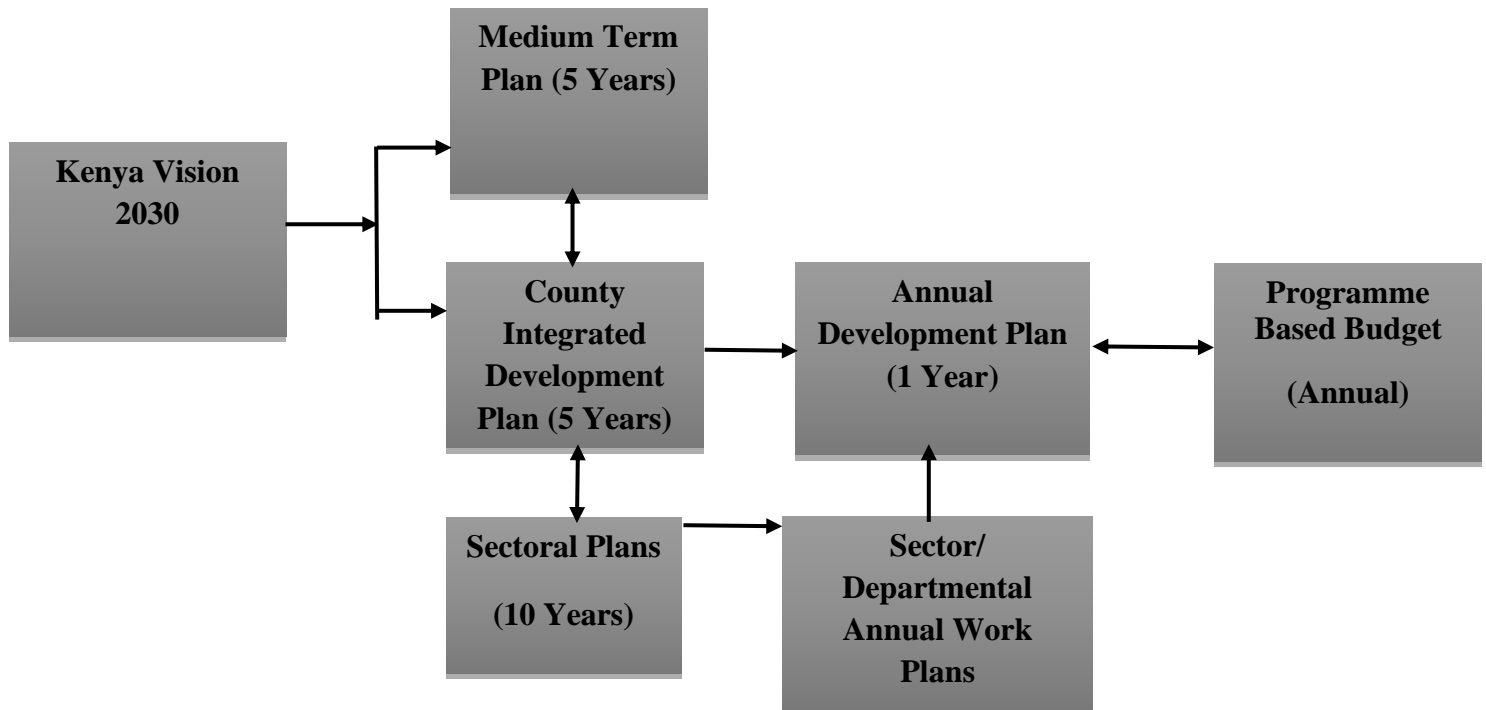 Medium Term
Plan (5 Years)
Kenya Vision
2030
County
Integrated
Development
Plan (5 Years)
Annual
Development Plan
(1 Year)
Programme
Based Budget
(Annual)
Sectoral Plans
(10 Years)
Sector/
Departmental
Annual Work
Plans